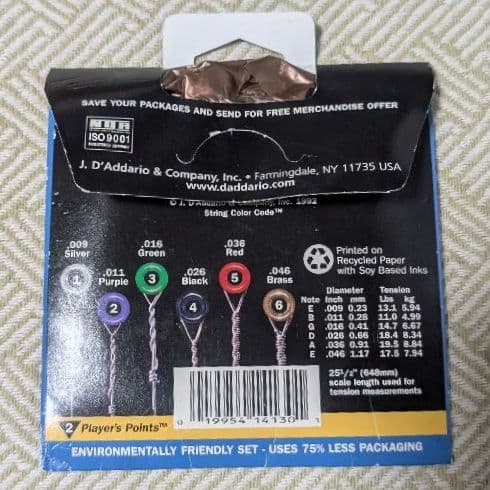 SAVE YOUR PACKAGES AND SEND FOR FREE MERCHANDISE OFFER
ISO 9001
J. D'Addario & Company, Inc. • Farmingdale, NY 11735 USA
www.daddario.com
© J. D'Addario & Company, Inc. 1992
String Color Code™
.009 Silver
.011 Purple
.016 Green
.026 Black
.036 Red
.046 Brass
1
2
3
4
5
6
Printed on
Recycled Paper
with Soy Based Inks
Diameter Tension
Note Inch mm Lbs kg
E .009 0.23 13.1 5.94
B .011 0.28 11.0 4.99
G .016 0.41 14.7 6.67
D .026 0.66 18.4 8.34
A .036 0.91 19.5 8.84
E .046 1.17 17.5 7.94
25½" (648mm)
scale length used for
tension measurements
0 19954 14130 1
2 Player's Points™
ENVIRONMENTALLY FRIENDLY SET - USES 75% LESS PACKAGING